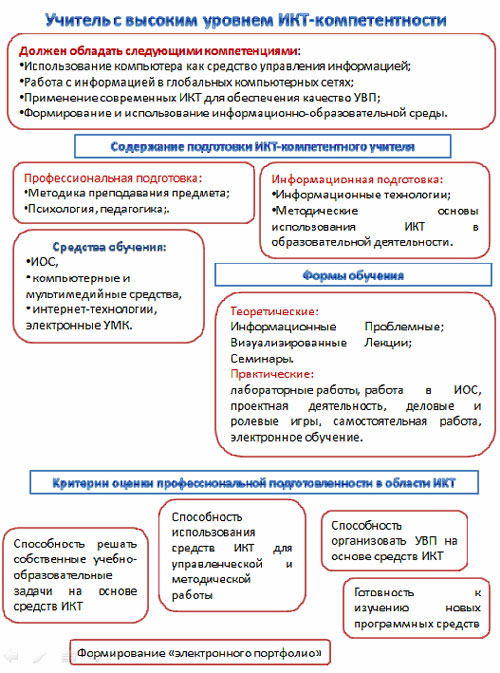 Учитель с высоким уровнем ИКТ-компетентности
Должен обладать следующими компетенциями:
•Использование компьютера как средство управления информацией;
•Работа с информацией в глобальных компьютерных сетях;
•Применение современных ИКТ для обеспечения качество УВП;
•Формирование и использование информационно-образовательной среды.
Содержание подготовки ИКТ-компетентного учителя
Профессиональная подготовка:
•Методика преподавания предмета;
•Психология, педагогика;.
Информационная подготовка:
•Информационные технологии;
•Методические основы
использования ИКТ в
образовательной деятельности.
Средства обучения:
•ИОС,
• компьютерные и
мультимедийные средства,
• интернет-технологии,
электронные УМК.
Формы обучения
Теоретические:
Информационные Проблемные;
Визуализированные Лекции;
Семинары.
Практические:
лабораторные работы, работа в ИОС,
проектная деятельность, деловые и
ролевые игры, самостоятельная работа,
электронное обучение.
Критерии оценки профессиональной подготовленности в области ИКТ
Способность решать
собственные учебно-
образовательные
задачи на основе
средств ИКТ
Способность
использования
средств ИКТ для
управленческой и
методической
работы
Способность
организовать УВП на
основе средств ИКТ
Готовность к
изучению новых
программных средств
Формирование «электронного портфолио»